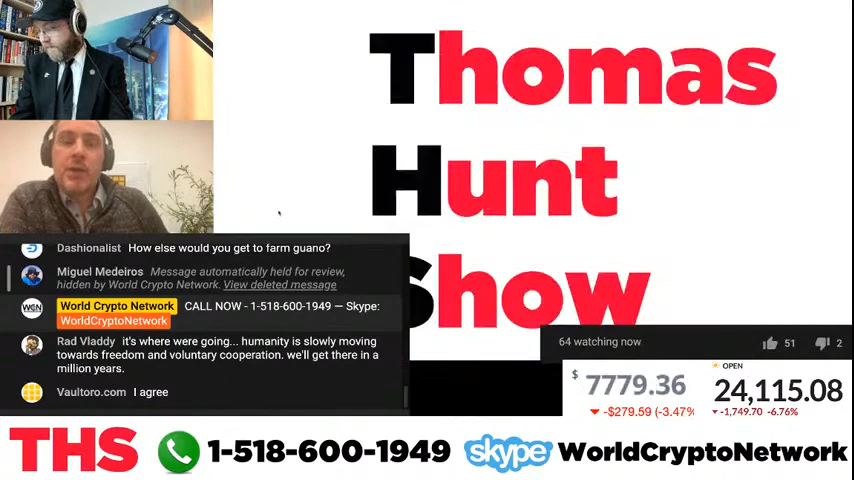 Thomas
Hunt
Show
Dashionalist How else would you get to farm guano?
Miguel Medeiros Message automatically held for review,
hidden by World Crypto Network. View deleted message
WCN World Crypto Network CALL NOW - 1-518-600-1949 — Skype:
WorldCryptoNetwork
Rad Vladdy it's where were going... humanity is slowly moving
towards freedom and voluntary cooperation. we'll get there in a
million years.
Vaultoro.com I agree
64 watching now 51 2
$ 7779.36
-$279.59 (-3.47%
OPEN
24,115.08
-1,749.70 -6.76%
THS 1-518-600-1949 skype WorldCryptoNetwork